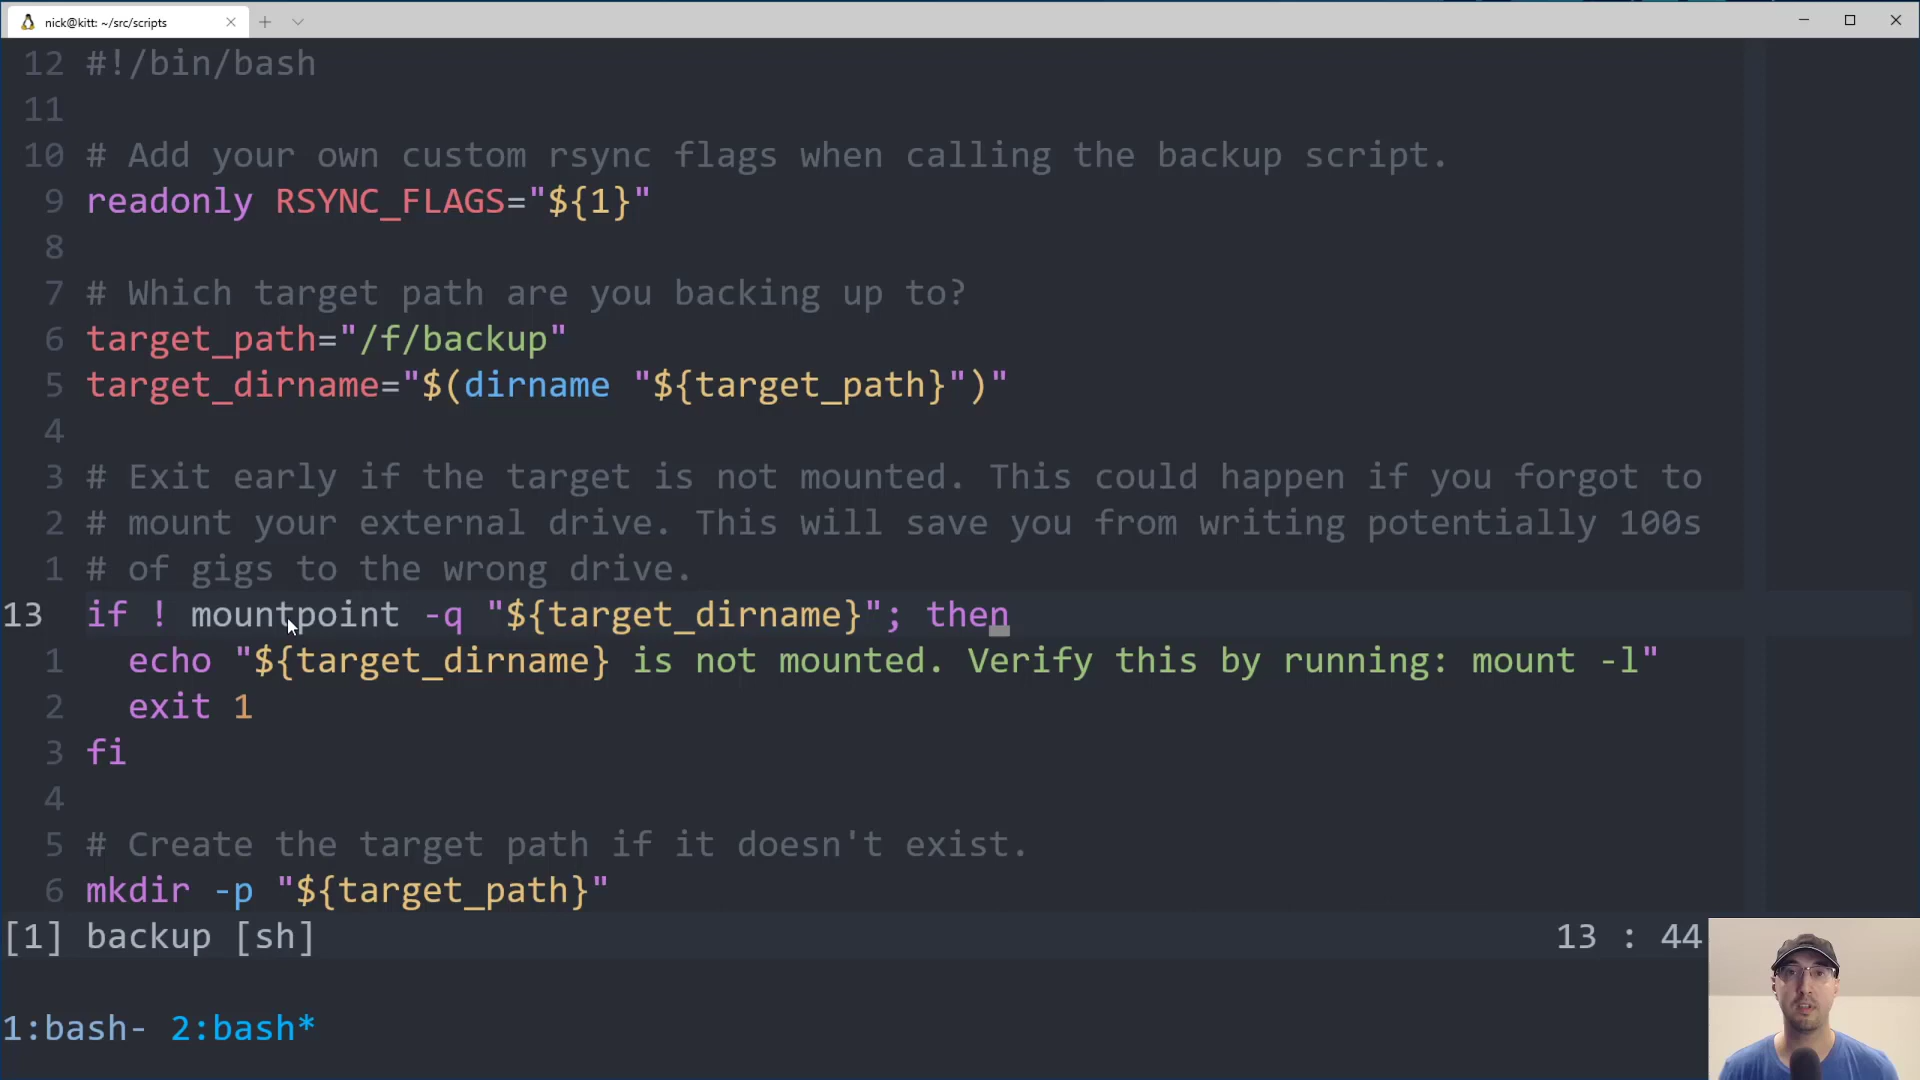 nick@kitt: ~/src/scripts
12 #!/bin/bash
11
10 # Add your own custom rsync flags when calling the backup script.
9 readonly RSYNC_FLAGS="${1}"
8
7 # Which target path are you backing up to?
6 target_path="/f/backup"
5 target_dirname="$(dirname "${target_path}")"
4
3 # Exit early if the target is not mounted. This could happen if you forgot to
2 # mount your external drive. This will save you from writing potentially 100s
1 # of gigs to the wrong drive.
13 if ! mountpoint -q "${target_dirname}"; then
1 echo "${target_dirname} is not mounted. Verify this by running: mount -l"
2 exit 1
3 fi
4
5 # Create the target path if it doesn't exist.
6 mkdir -p "${target_path}"
[1] backup [sh] 13 : 44
1:bash- 2:bash*